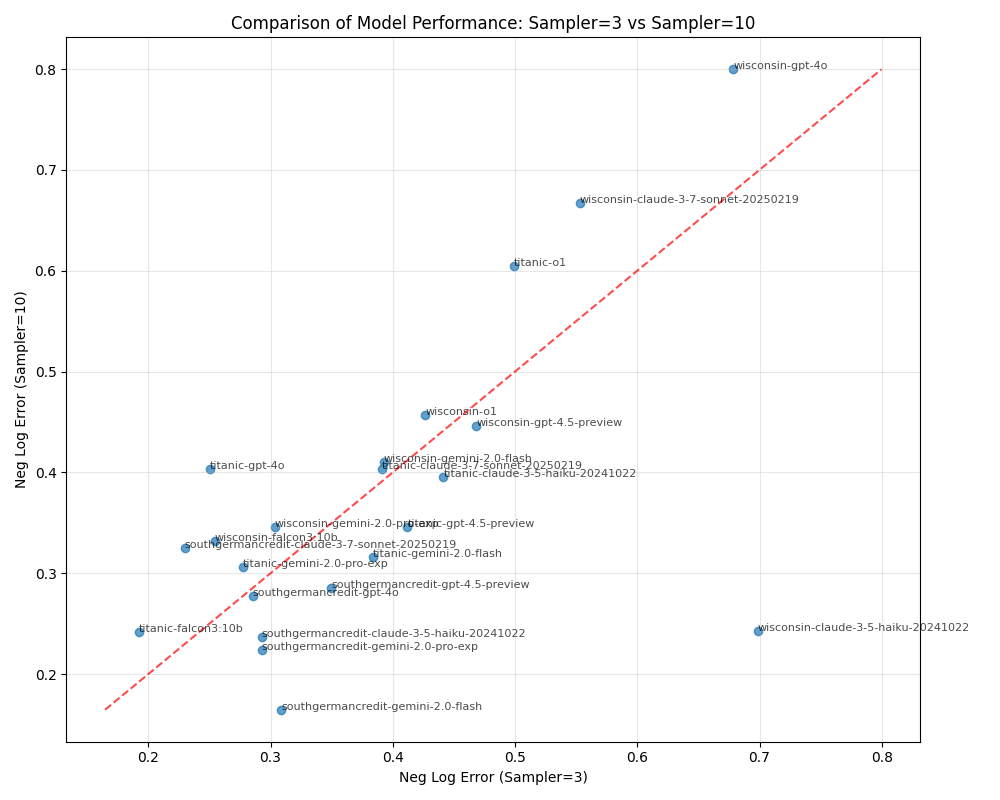 Comparison of Model Performance: Sampler=3 vs Sampler=10
Neg Log Error (Sampler=10)
0.8
0.7
0.6
0.5
0.4
0.3
0.2
wisconsin-gpt-4o
wisconsin-claude-3-7-sonnet-20250219
titanic-o1
wisconsin-o1
wisconsin-gpt-4.5-preview
wisconsin-gemini-2.0-flash
titanic-gpt-4o
titanic-claude-3-7-sonnet-20250219
titanic-claude-3-5-haiku-20241022
wisconsin-gemini-2.0-pro-exp
titanic-gpt-4.5-preview
wisconsin-falcon3:10b
southgermancredit-claude-3-7-sonnet-20250219
titanic-gemini-2.0-flash
titanic-gemini-2.0-pro-exp
southgermancredit-gpt-4.5-preview
southgermancredit-gpt-4o
titanic-falcon3:10b
southgermancredit-claude-3-5-haiku-20241022
wisconsin-claude-3-5-haiku-20241022
southgermancredit-gemini-2.0-pro-exp
southgermancredit-gemini-2.0-flash
0.2
0.3
0.4
0.5
0.6
0.7
0.8
Neg Log Error (Sampler=3)